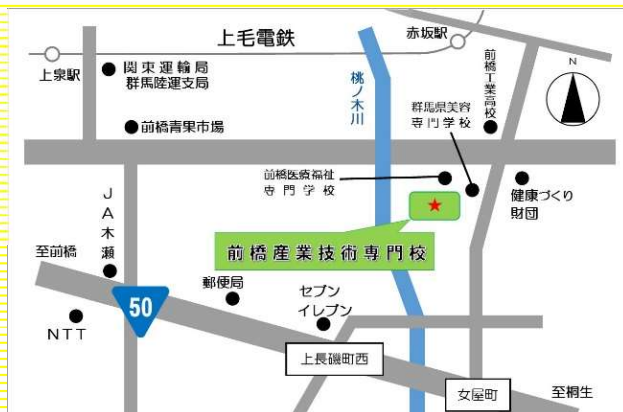 上毛電鉄
赤坂駅
上泉駅
関東運輸局
群馬陸運支局
桃ノ木川
前橋工業高校
N
群馬県美容
専門学校
前橋青果市場
前橋医療福祉
専門学校
健康づくり
財団
JA木瀬
★
前橋産業技術専門校
至前橋
郵便局
50
セブン
イレブン
NTT
上長磯町西
女屋町
至桐生